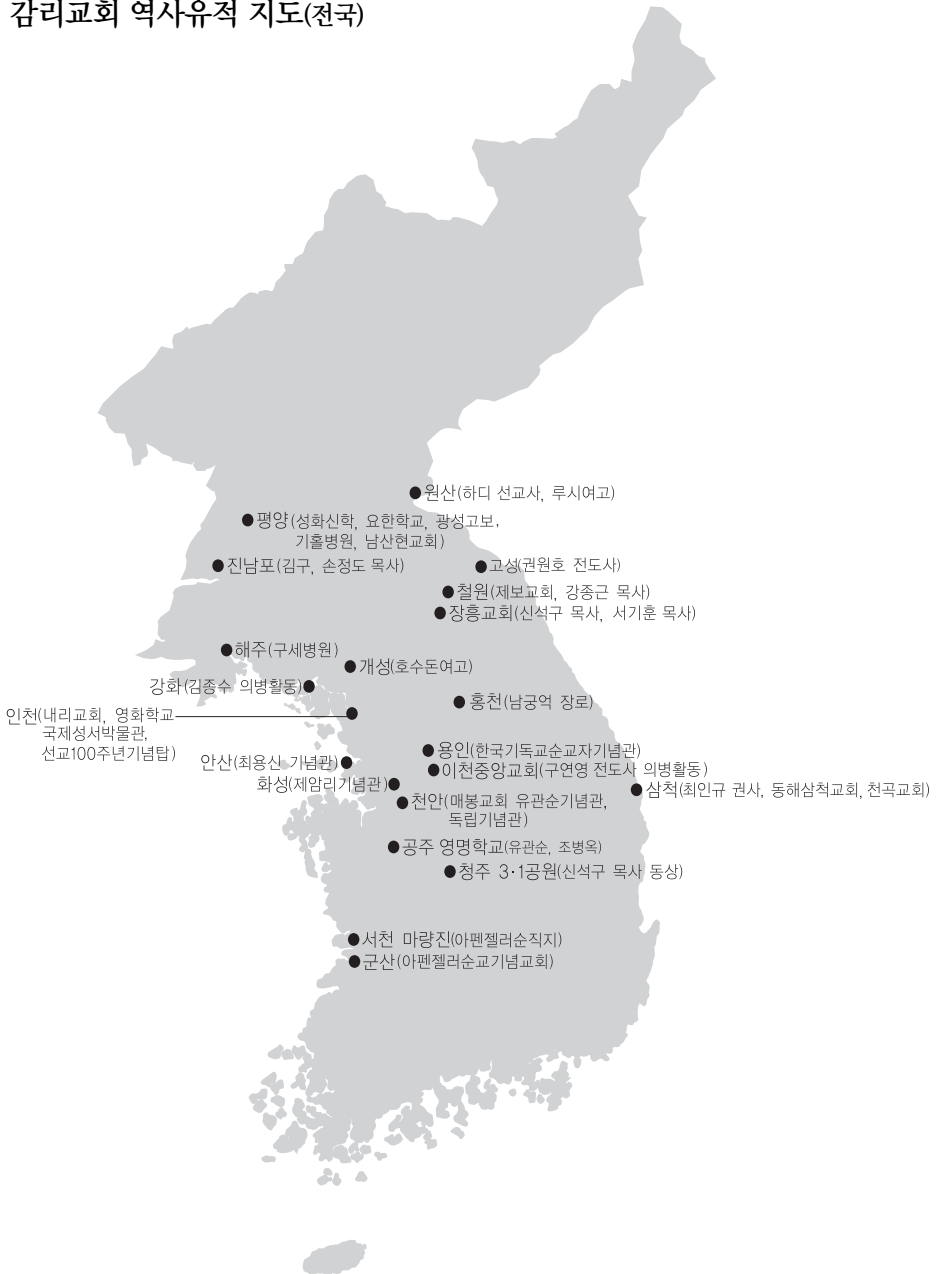 감리교회 역사유적 지도(전국)
원산(하디 선교사, 루시여고)
평양(성화신학, 요한학교, 광성고보,
기홀병원, 남산현교회)
진남포(김구, 손정도 목사)
고성(권원호 전도사)
철원(제보교회, 강종근 목사)
장흥교회(신석구 목사, 서기훈 목사)
해주(구세병원)
개성(호수돈여고)
강화(김종수 의병활동)
홍천(남궁억 장로)
인천(내리교회, 영화학교
국제성서박물관,
선교100주년기념탑)
용인(한국기독교순교자기념관)
안산(최용신 기념관)
이천중앙교회(구연영 전도사 의병활동)
화성(제암리기념관)
삼척(최인규 권사, 동해삼척교회, 천곡교회)
천안(매봉교회 유관순기념관,
독립기념관)
공주 영명학교(유관순, 조병옥)
청주 3·1공원(신석구 목사 동상)
서천 마량진(아펜젤러순직지)
군산(아펜젤러순교기념교회)